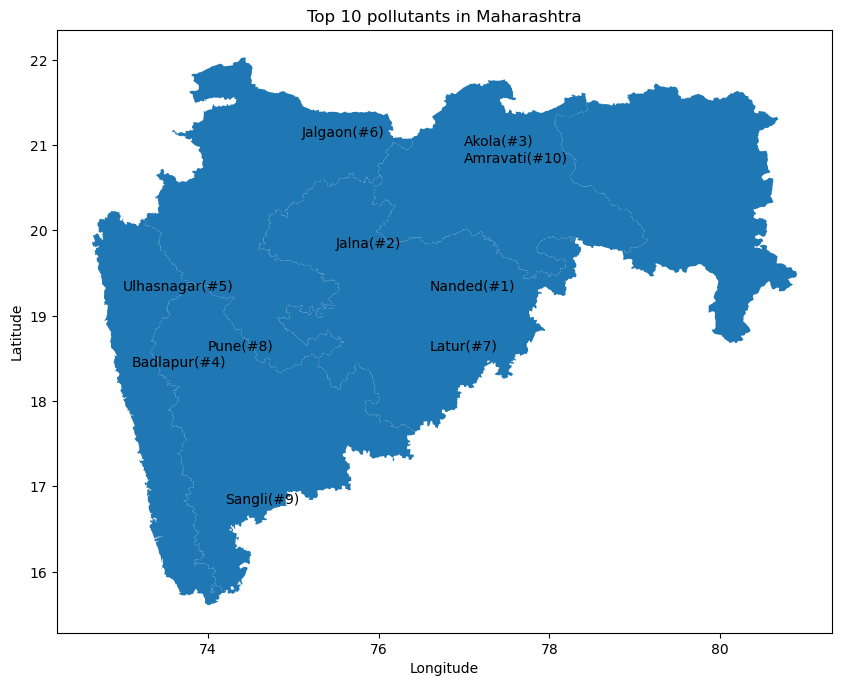 Top 10 pollutants in Maharashtra
Jalgaon(#6)
Akola(#3)
Amravati(#10)
Jalna(#2)
Ulhasnagar(#5)
Nanded(#1)
Pune(#8)
Latur(#7)
Badlapur(#4)
Sangli(#9)
22
21
20
19
18
17
16
Latitude
74
76
78
80
Longitude